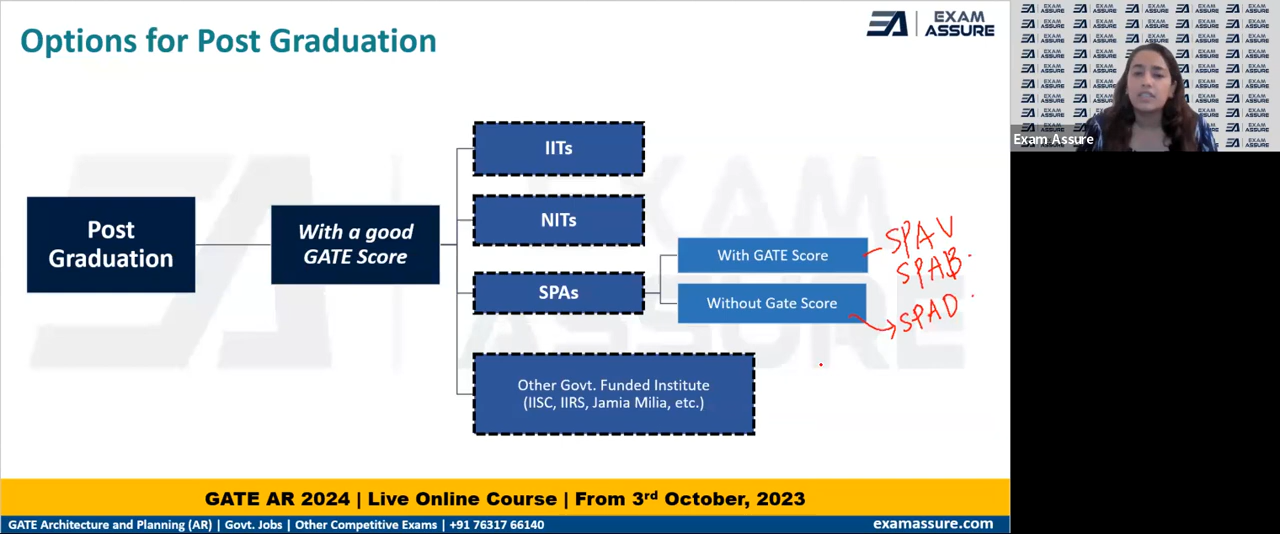 Options for Post Graduation
EXAM
ASSURE
Post
Graduation
With a good
GATE Score
IITs
NITs
SPAs
With GATE Score
Without Gate Score
SPAV
SPAB
SPAD
Other Govt. Funded Institute
(IISC, IIRS, Jamia Milia, etc.)
EXAM
ASSURE
Exam Assure
GATE AR 2024 | Live Online Course | From 3rd October, 2023
GATE Architecture and Planning (AR) | Govt. Jobs | Other Competitive Exams | +91 76317 66140
examassure.com